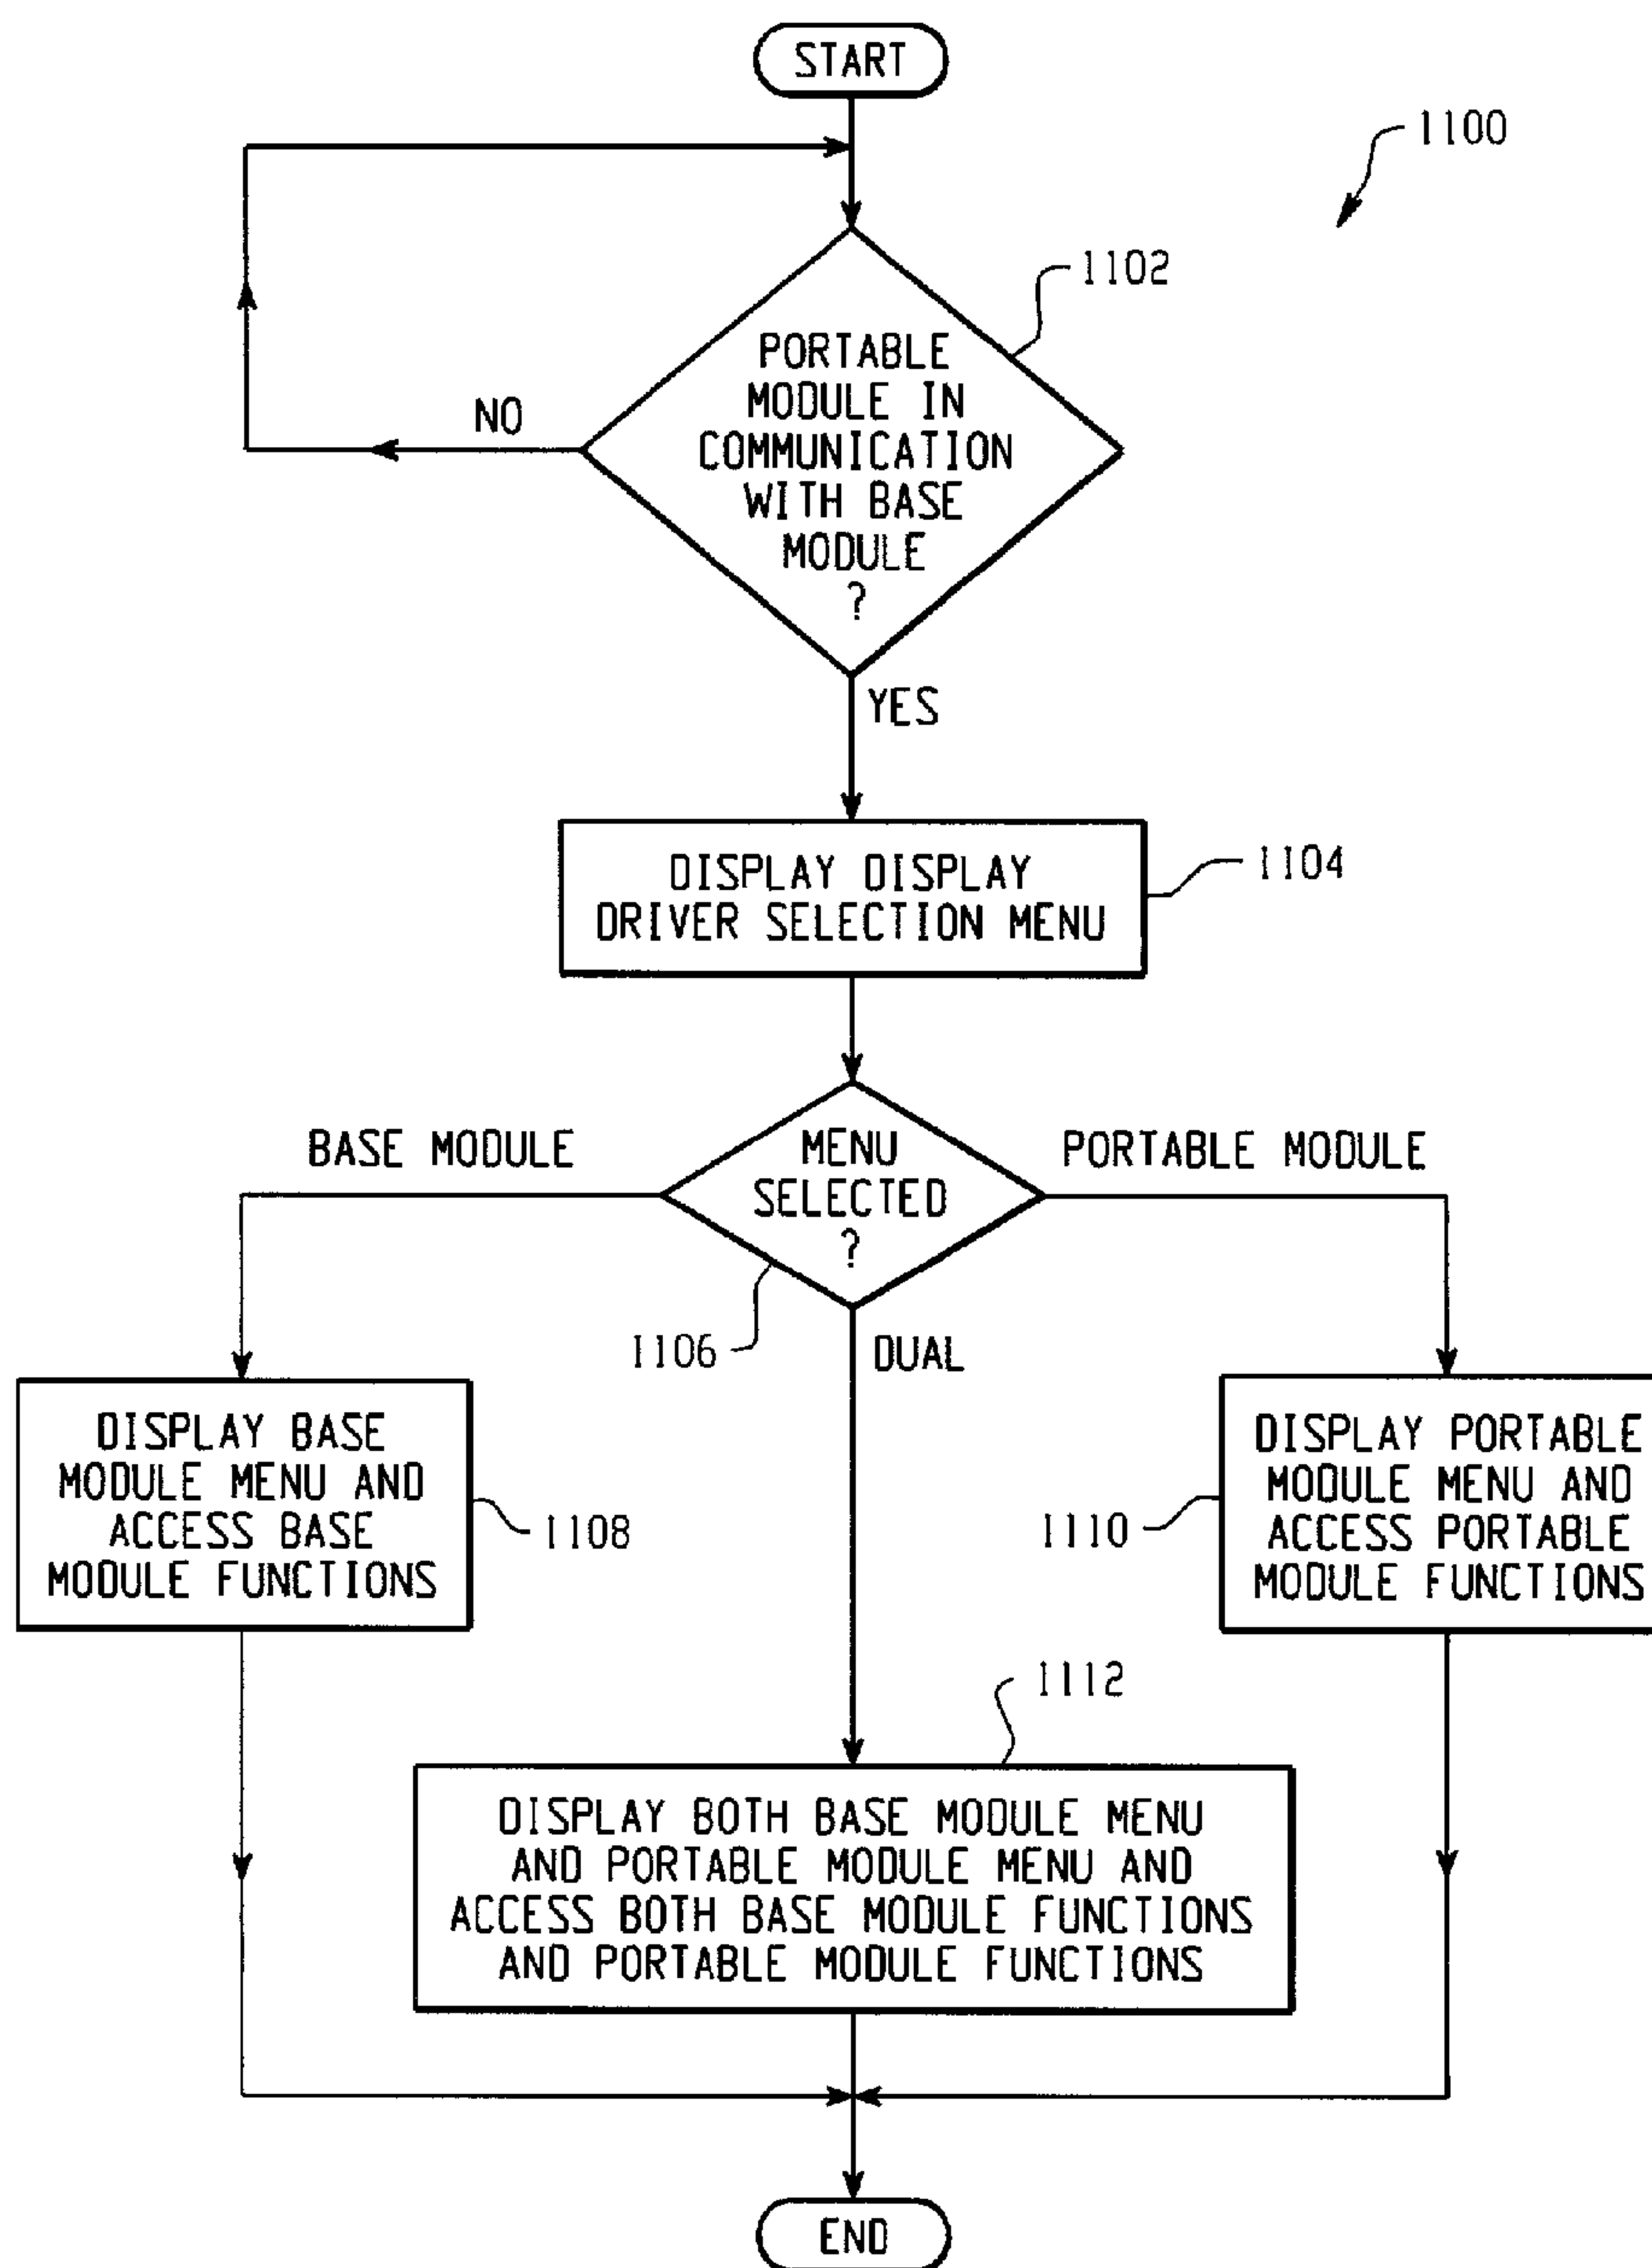 START
1100
1102
PORTABLE
MODULE IN
COMMUNICATION
WITH BASE
MODULE
?
NO
YES
DISPLAY DISPLAY
DRIVER SELECTION MENU
1104
BASE MODULE
MENU
SELECTED
?
PORTABLE MODULE
1106
DUAL
DISPLAY BASE
MODULE MENU AND
ACCESS BASE
MODULE FUNCTIONS
1108
1110
DISPLAY PORTABLE
MODULE MENU AND
ACCESS PORTABLE
MODULE FUNCTIONS
1112
DISPLAY BOTH BASE MODULE MENU
AND PORTABLE MODULE MENU AND
ACCESS BOTH BASE MODULE FUNCTIONS
AND PORTABLE MODULE FUNCTIONS
END